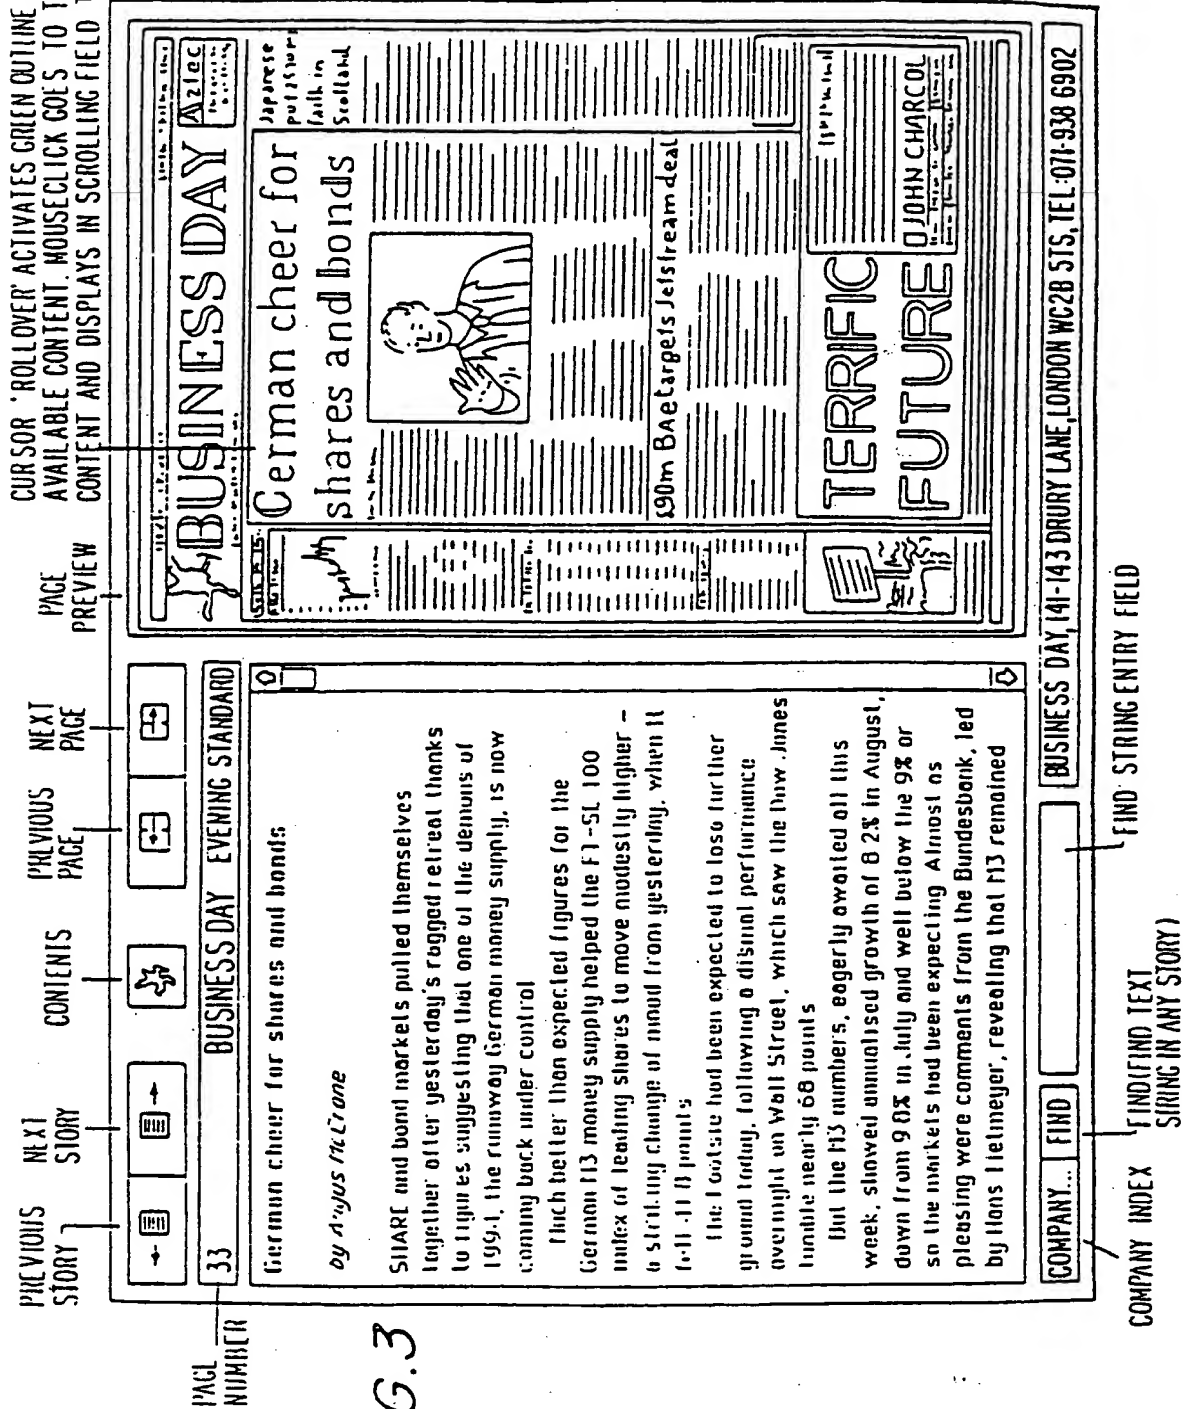 CURSOR 'ROLLOVER' ACTIVATES GREEN OUTLINE
AVAILABLE CONTENT. MOUSECLICK GOES TO T
CONTENT AND DISPLAYS IN SCROLLING FIELD
PREVIOUS
STORY
NEXT
STORY
CONTENTS
PREVIOUS
PAGE
NEXT
PAGE
PAGE
PREVIEW
PAGE
NUMBER
33 BUSINESS DAY EVENING STANDARD
German cheer for shares and bonds
by Angus McCrane
SHARE and bond markets pulled themselves
together after yesterday's ragged retreat thanks
to figures suggesting that one of the demons of
1994, the runaway German money supply, is now
coming back under control
Much better than expected figures for the
German M3 money supply helped the FT-SE 100
index of leading shares to move modestly higher –
a striking change of mood from yesterday, when it
fell points
The Footsie had been expected to lose further
ground today, following a dismal performance
overnight on Wall Street, which saw the Dow Jones
tumble nearly 68 points
But the M3 numbers, eagerly awaited all this
week, showed annualised growth of 8 2% in August,
down from 9 8% in July and well below the 9% or
so the markets had been expecting Almost as
pleasing were comments from the Bundesbank, led
by Hans Tietmeyer, revealing that M3 remained
BUSINESS DAY
Aztec
German cheer for
shares and bonds
Japanese
put
faith in
Scotland
£90m BAe targets Jetstream deal
TERRIFIC
FUTURE
JOHN CHARCOL
COMPANY... FIND BUSINESS DAY, 141-143 DRURY LANE, LONDON WC2B 5TS, TEL: 071-938 6902
COMPANY INDEX
FIND(FIND TEXT
STRING IN ANY STORY)
FIND STRING ENTRY FIELD
G.3